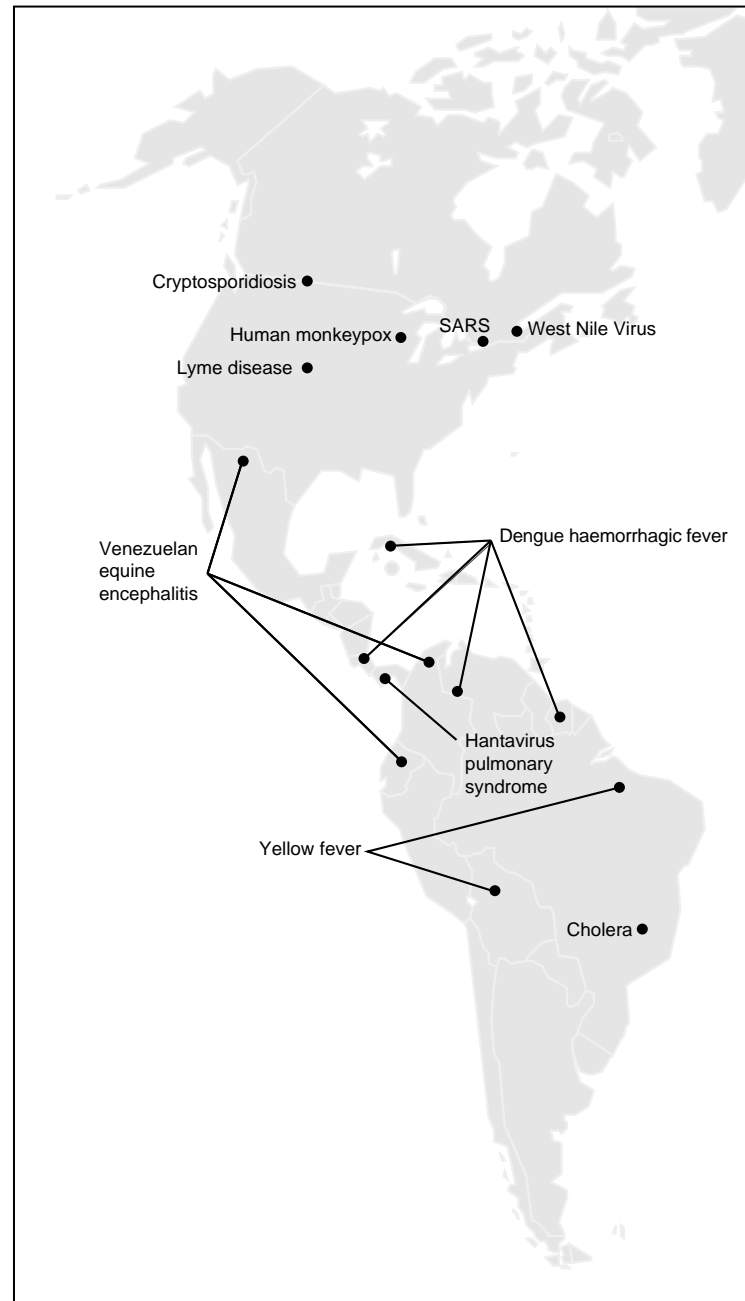 Cryptosporidiosis
SARS
West Nile Virus
Human monkeypox
Lyme disease
Dengue haemorrhagic fever
Venezuelan
equine
encephalitis
Hantavirus
pulmonary
syndrome
Yellow fever
Cholera